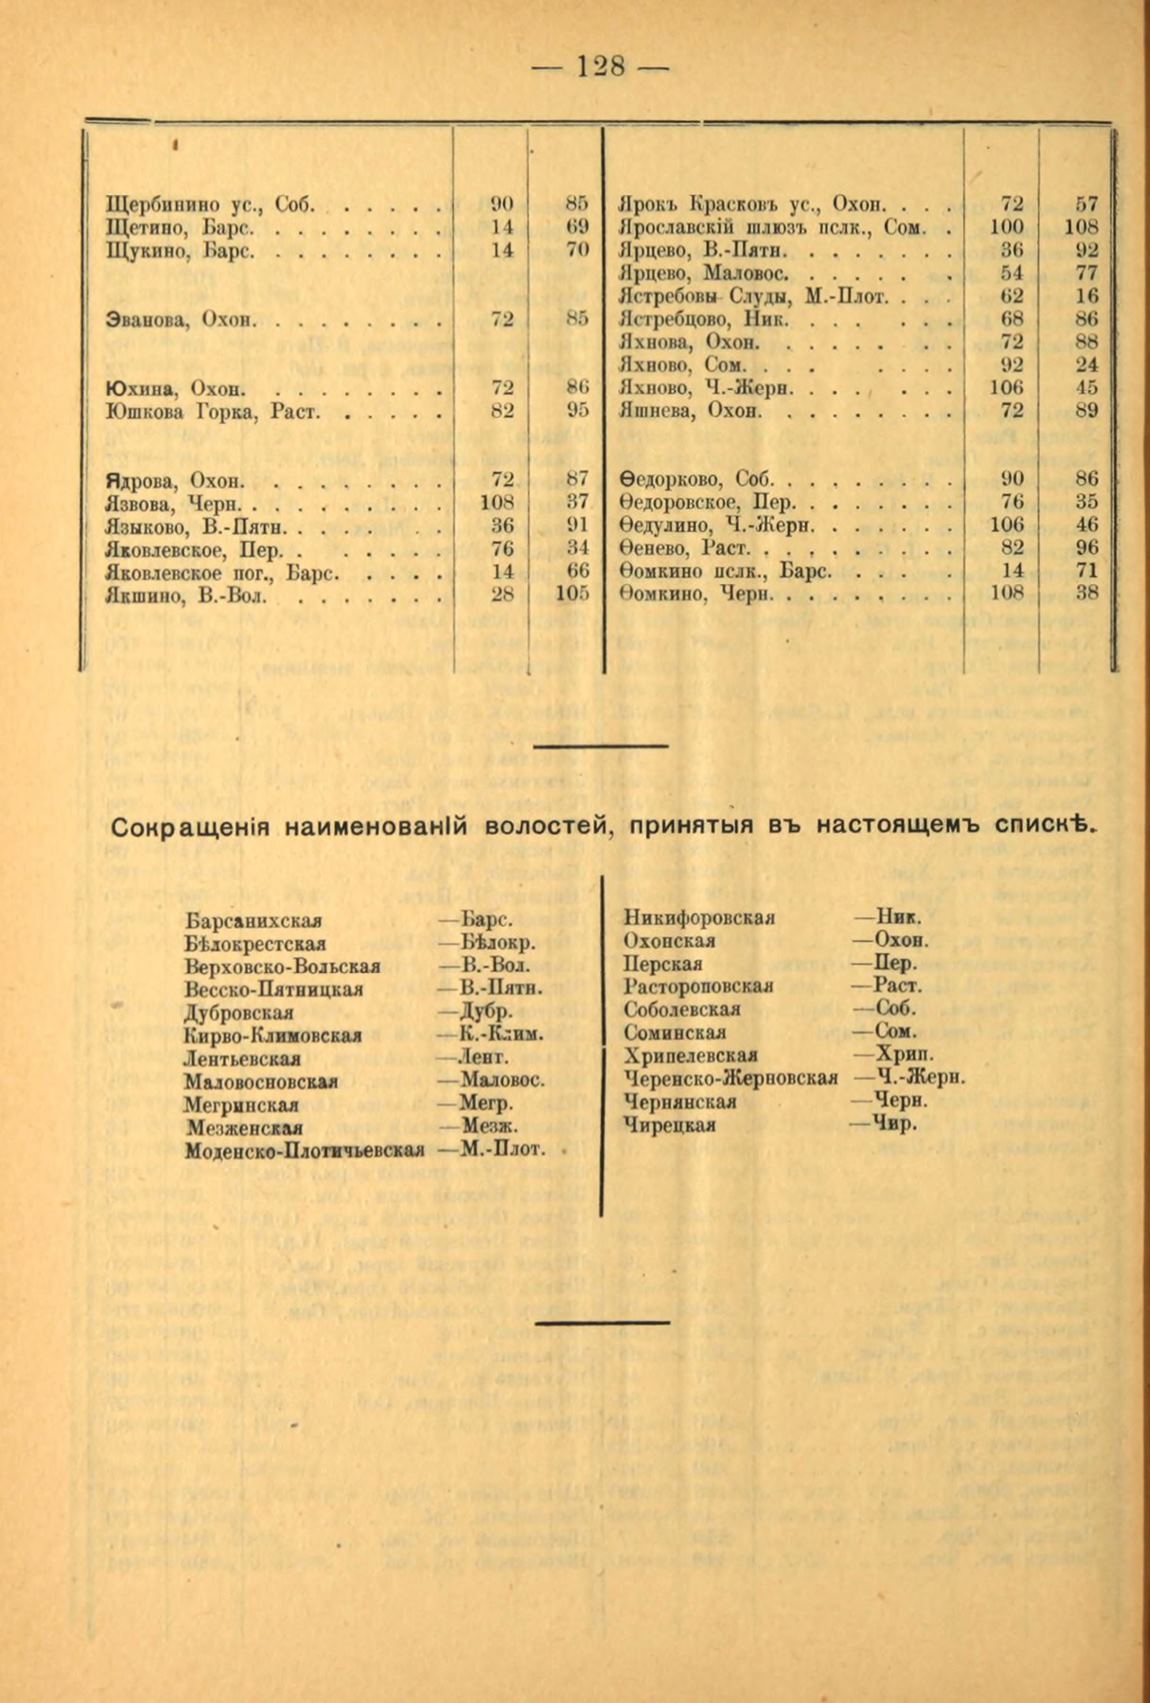 — 128 —
Щербинино ус., Соб. . . . . . . 90 85
Щетино, Барс. . . . . . . . . 14 69
Щукино, Барс. . . . . . . . . 14 70
Эванова, Охон. . . . . . . . . 72 85
Юхина, Охон. . . . . . . . . 72 86
Юшкова Горка, Раст. . . . . . 82 95
Ядрова, Охон. . . . . . . . . 72 87
Язвова, Черн. . . . . . . . . . 108 37
Языково, В.-Пятн. . . . . . . 36 91
Яковлевское, Пер. . . . . . . . 76 34
Яковлевское пог., Барс. . . . . 14 66
Якшино, В.-Вол. . . . . . . . 28 105
Ярокъ Красковъ ус., Охон. . . . 72 57
Ярославскій шлюзъ пслк., Сом. . 100 108
Ярцево, В.-Пятн. . . . . . . . 36 92
Ярцево, Маловос. . . . . . . 54 77
Ястребовы Слуды, М.-Плот. . . . 62 16
Ястребцово, Ник. . . . . . . 68 86
Яхнова, Охон. . . . . . . . 72 88
Яхново, Сом. . . . . . . . 92 24
Яхново, Ч.-Жерн. . . . . . . 106 45
Яшнева, Охон. . . . . . . . . 72 89
Ѳедорково, Соб. . . . . . . . . 90 86
Ѳедоровское, Пер. . . . . . . . 76 35
Ѳедулино, Ч.-Жерн. . . . . . . 106 46
Ѳенево, Раст. . . . . . . . . . 82 96
Ѳомкино пслк., Барс. . . . . 14 71
Ѳомкино, Черн. . . . . . . . . 108 38
Сокращенія наименованій волостей, принятыя въ настоящемъ спискѣ.
Барсанихская —Барс.
Бѣлокрестская —Бѣлокр.
Верховско-Вольская —В.-Вол.
Весско-Пятницкая —В.-Пятн.
Дубровская —Дубр.
Кирво-Климовская —К.-Клим.
Лентьевская —Лент.
Маловосновская —Маловос.
Мегринская —Мегр.
Мезженская —Мезж.
Моденско-Плотичьевская —М.-Плот.
Никифоровская —Ник.
Охонская —Охон.
Перская —Пер.
Растороповская —Раст.
Соболевская —Соб.
Соминская —Сом.
Хрипелевская —Хрип.
Черенско-Жерновская —Ч.-Жерн.
Чернянская —Черн.
Чирецкая —Чир.